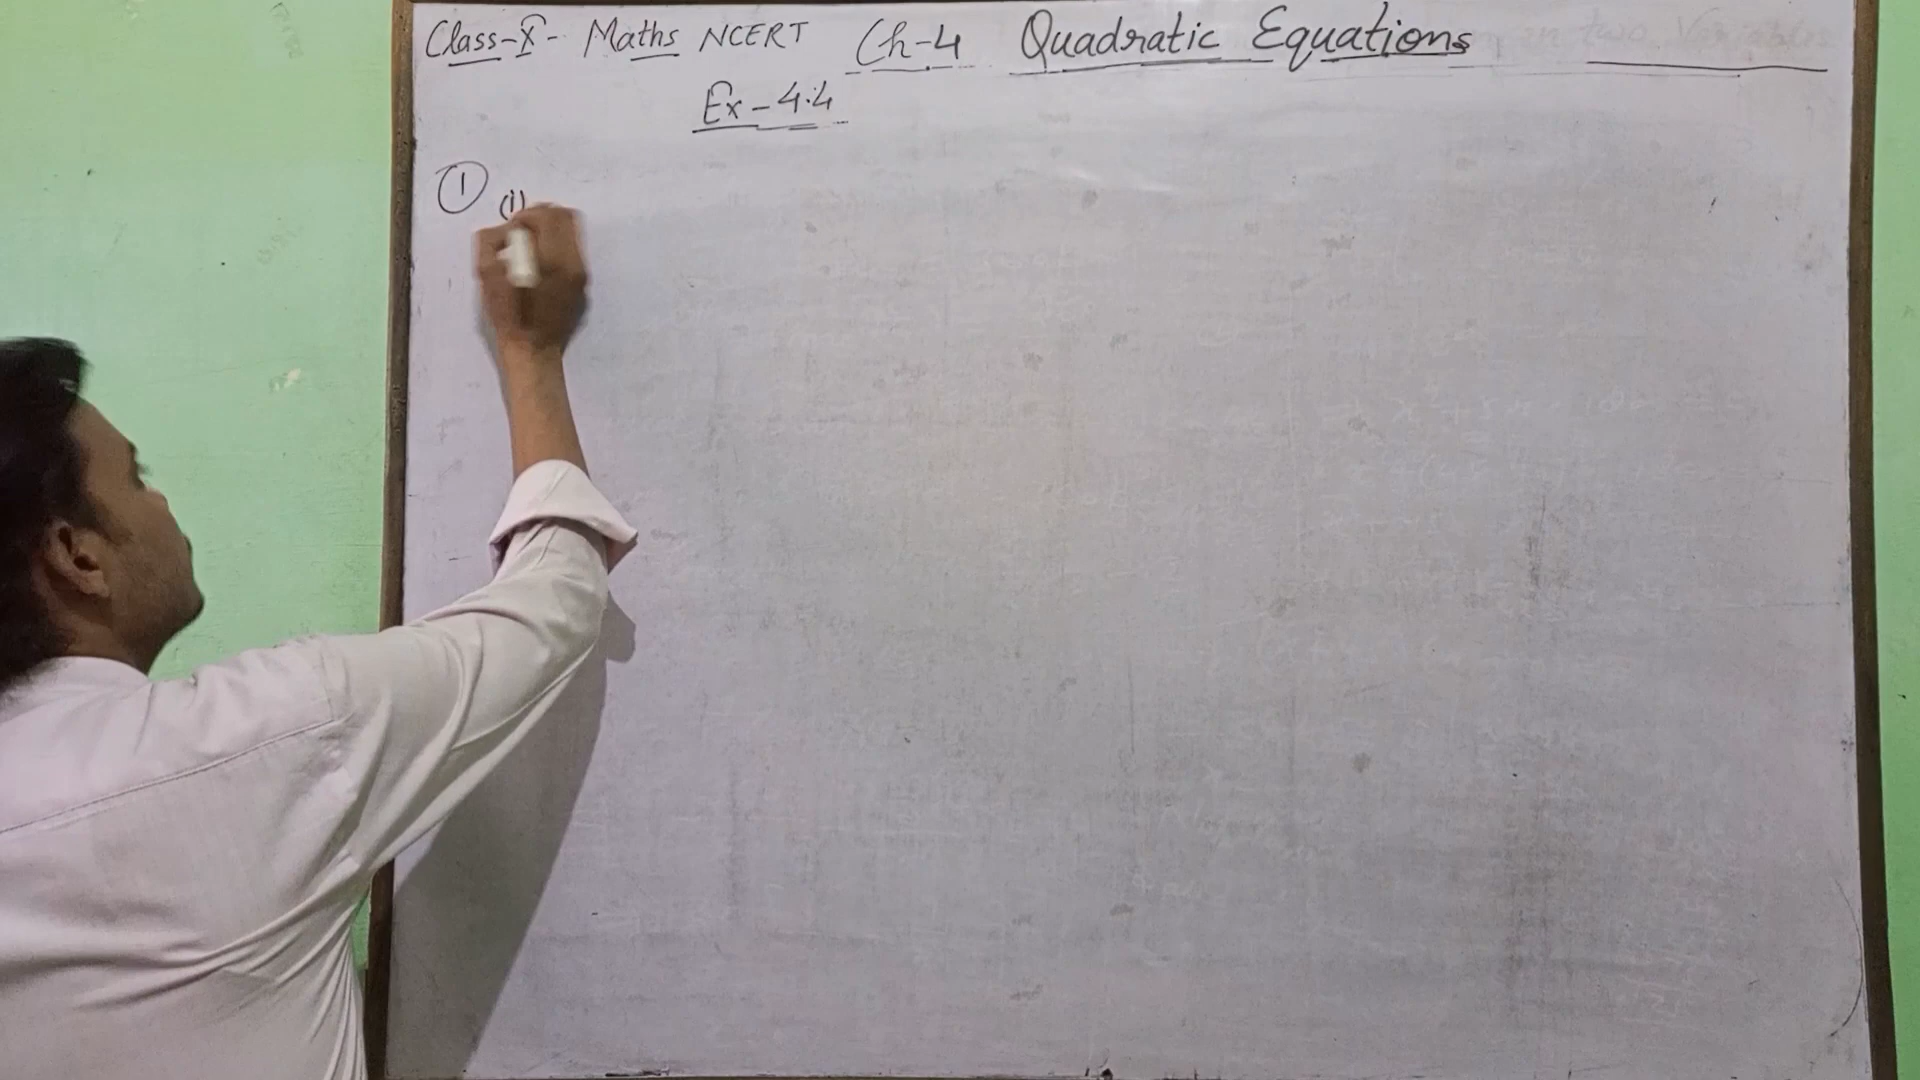 Class-X- Maths NCERT Ch-4 Quadratic Equations
Ex-4.4
1 (i)